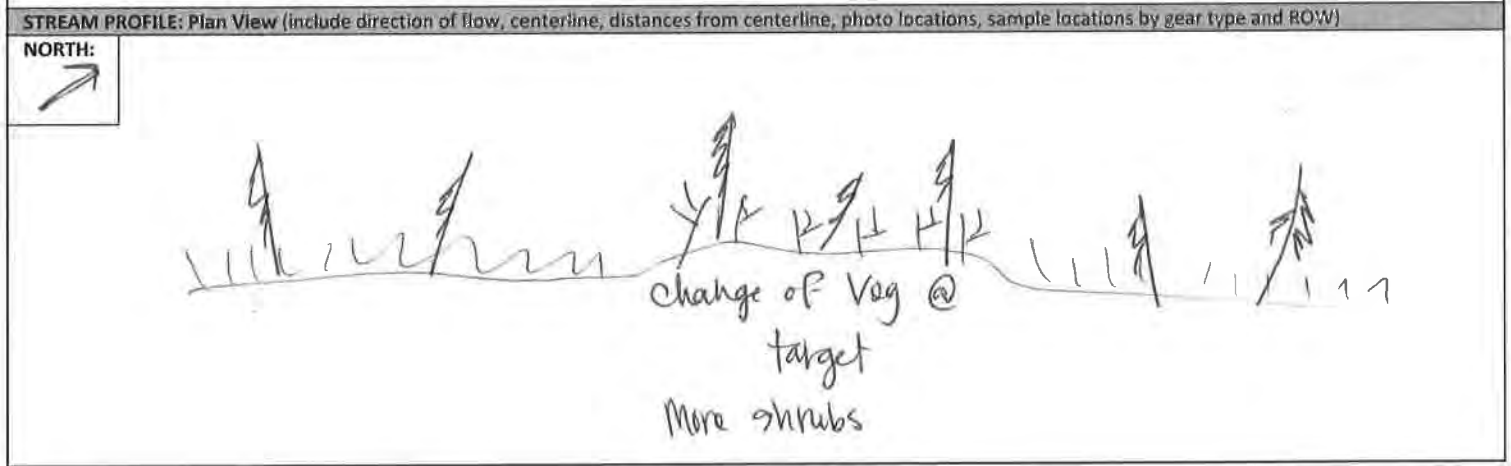 STREAM PROFILE: Plan View (include direction of flow, centerline, distances from centerline, photo locations, sample locations by gear type and ROW)
NORTH:
change of Veg @
target
More shrubs